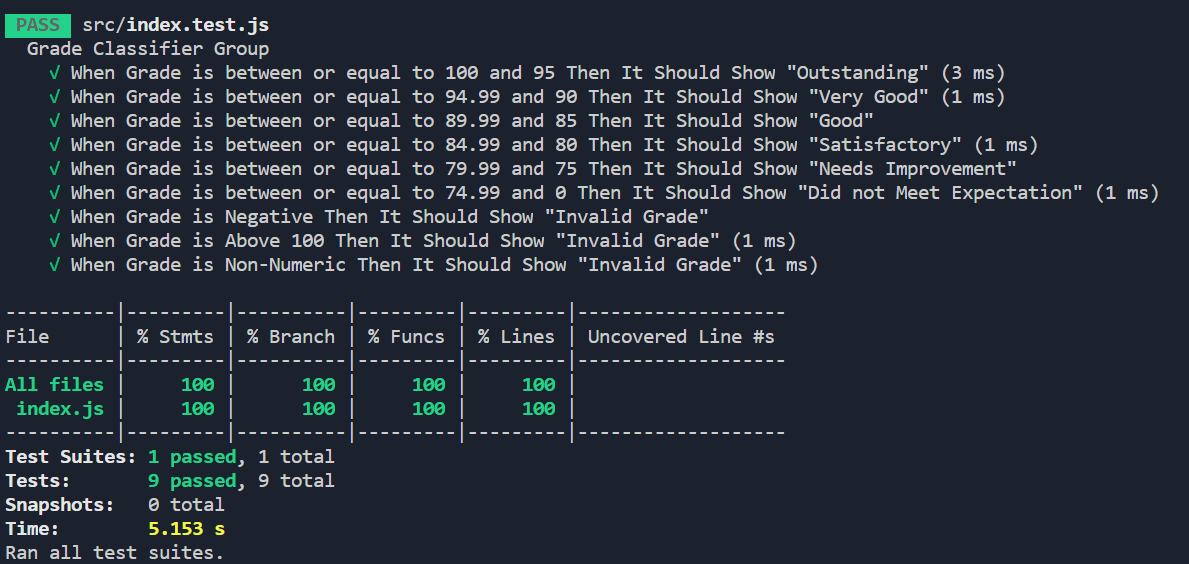 PASS src/index.test.js
Grade Classifier Group
√ When Grade is between or equal to 100 and 95 Then It Should Show "Outstanding" (3 ms)
√ When Grade is between or equal to 94.99 and 90 Then It Should Show "Very Good" (1 ms)
√ When Grade is between or equal to 89.99 and 85 Then It Should Show "Good"
√ When Grade is between or equal to 84.99 and 80 Then It Should Show "Satisfactory" (1 ms)
√ When Grade is between or equal to 79.99 and 75 Then It Should Show "Needs Improvement"
√ When Grade is between or equal to 74.99 and 0 Then It Should Show "Did not Meet Expectation" (1 ms)
√ When Grade is Negative Then It Should Show "Invalid Grade"
√ When Grade is Above 100 Then It Should Show "Invalid Grade" (1 ms)
√ When Grade is Non-Numeric Then It Should Show "Invalid Grade" (1 ms)
----------|---------|----------|---------|---------|-------------------
File      | % Stmts | % Branch | % Funcs | % Lines | Uncovered Line #s
----------|---------|----------|---------|---------|-------------------
All files |     100 |      100 |     100 |     100 |
 index.js |     100 |      100 |     100 |     100 |
----------|---------|----------|---------|---------|-------------------
Test Suites: 1 passed, 1 total
Tests:       9 passed, 9 total
Snapshots:   0 total
Time:        5.153 s
Ran all test suites.